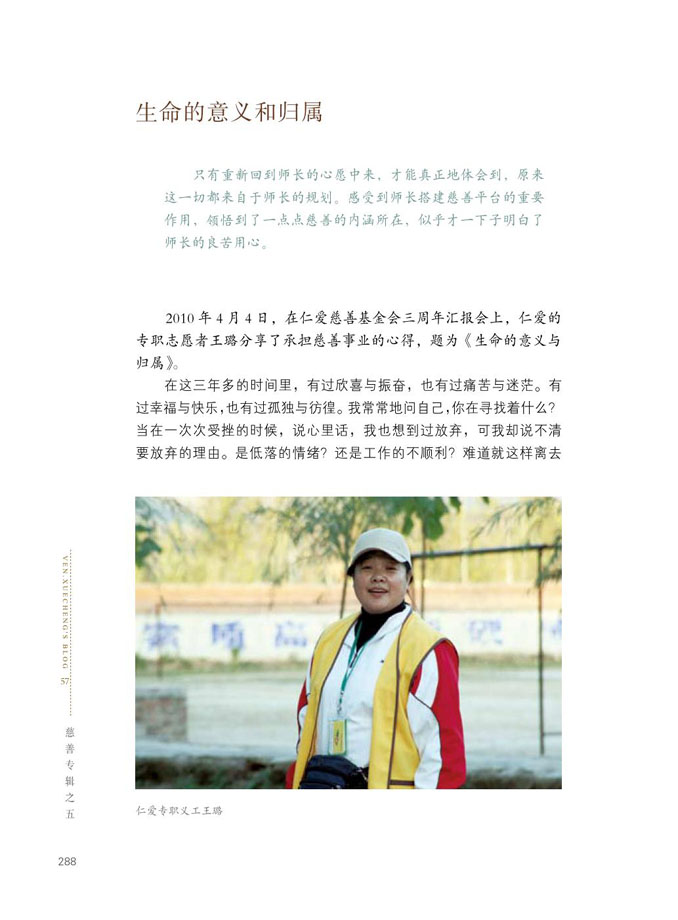 生命的意义和归属
只有重新回到师长的心愿中来，才能真正地体会到，原来
这一切都来自于师长的规划。感受到师长搭建慈善平台的重要
作用，领悟到了一点点慈善的内涵所在，似乎才一下子明白了
师长的良苦用心。
2010 年 4 月 4 日，在仁爱慈善基金会三周年汇报会上，仁爱的
专职志愿者王璐分享了承担慈善事业的心得，题为《生命的意义与
归属》。
在这三年多的时间里，有过欣喜与振奋，也有过痛苦与迷茫。有
过幸福与快乐，也有过孤独与彷徨。我常常地问自己，你在寻找着什么？
当在一次次受挫的时候，说心里话，我也想到过放弃，可我却说不清
要放弃的理由。是低落的情绪？还是工作的不顺利？难道就这样离去
仁爱专职义工王璐
VEN.XUECHENG'S BLOG
57
慈善专辑之五
288